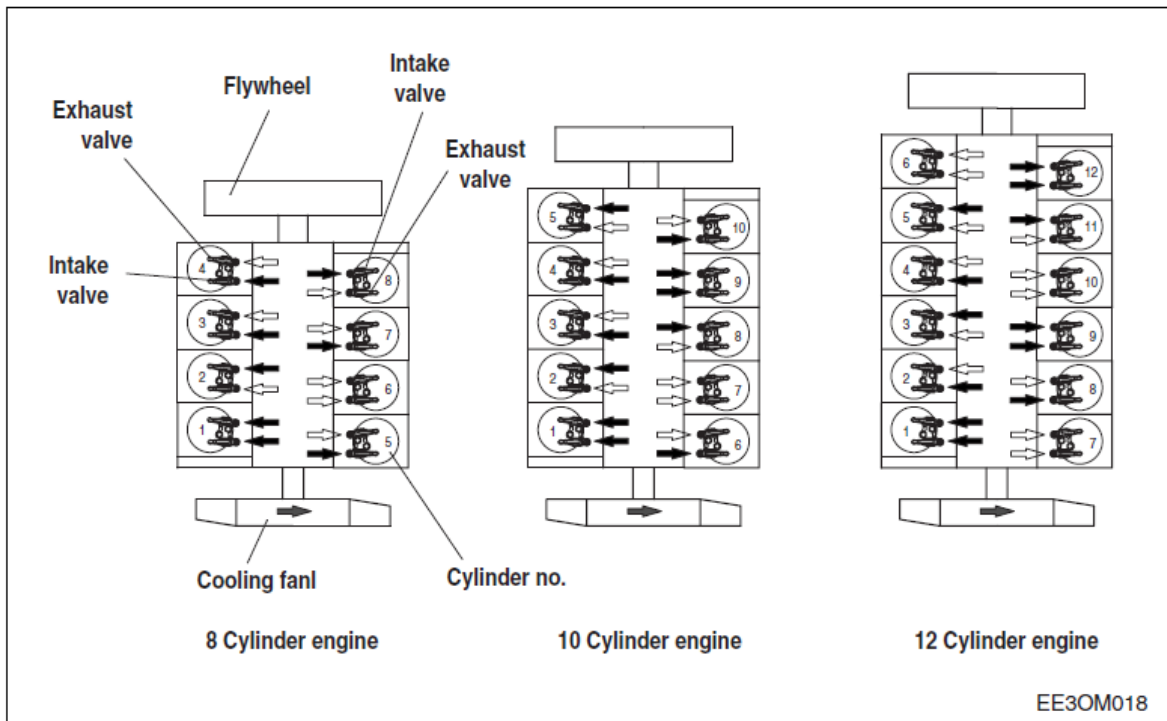 Intake
valve
Flywheel
Exhaust
valve
Exhaust
valve
Intake
valve
4
3
2
1
8
7
6
5
5
4
3
2
1
10
9
8
7
6
6
5
4
3
2
1
12
11
10
9
8
7
Cooling fanl
Cylinder no.
8 Cylinder engine
10 Cylinder engine
12 Cylinder engine
EE3OM018